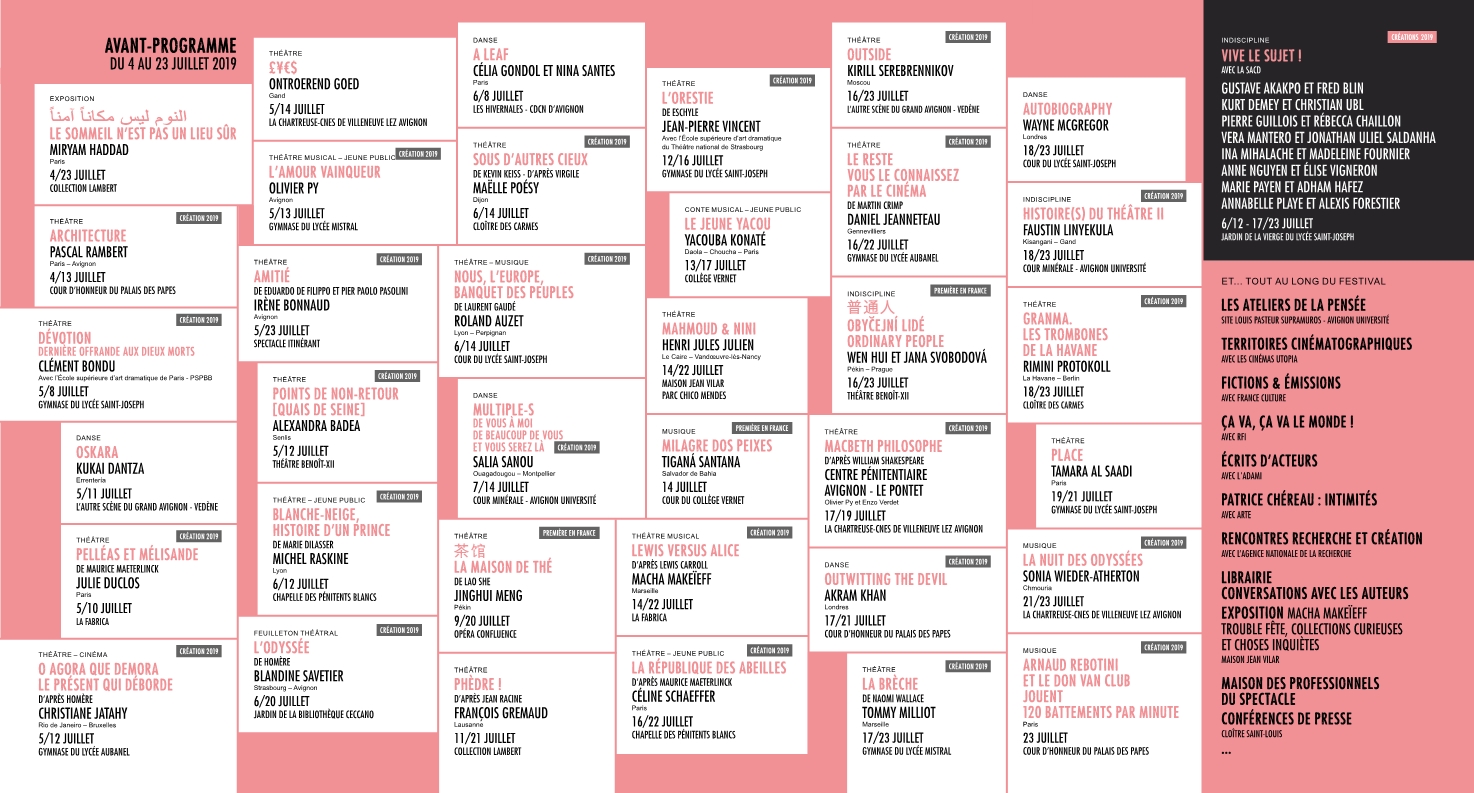 AVANT-PROGRAMME
DU 4 AU 23 JUILLET 2019
EXPOSITION
النوم ليس مكاناً آمناً
LE SOMMEIL N'EST PAS UN LIEU SÛR
MIRYAM HADDAD
Paris
4/23 JUILLET
COLLECTION LAMBERT
THÉÂTRE
CRÉATION 2019
ARCHITECTURE
PASCAL RAMBERT
Paris – Avignon
4/13 JUILLET
COUR D'HONNEUR DU PALAIS DES PAPES
THÉÂTRE
CRÉATION 2019
DÉVOTION
DERNIÈRE OFFRANDE AUX DIEUX MORTS
CLÉMENT BONDU
Avec l'École supérieure d'art dramatique de Paris - PSPBB
5/8 JUILLET
GYMNASE DU LYCÉE SAINT-JOSEPH
DANSE
OSKARA
KUKAI DANTZA
Errenteria
5/11 JUILLET
L'AUTRE SCÈNE DU GRAND AVIGNON - VEDÈNE
THÉÂTRE
CRÉATION 2019
PELLÉAS ET MÉLISANDE
DE MAURICE MAETERLINCK
JULIE DUCLOS
Paris
5/10 JUILLET
LA FABRICA
THÉÂTRE – CINÉMA
CRÉATION 2019
O AGORA QUE DEMORA
LE PRÉSENT QUI DÉBORDE
D'APRÈS HOMÈRE
CHRISTIANE JATAHY
Rio de Janeiro – Bruxelles
5/12 JUILLET
GYMNASE DU LYCÉE AUBANEL
THÉÂTRE
£¥€$
ONTROEREND GOED
Gand
5/14 JUILLET
LA CHARTREUSE-CNES DE VILLENEUVE LEZ AVIGNON
THÉÂTRE MUSICAL – JEUNE PUBLIC
CRÉATION 2019
L'AMOUR VAINQUEUR
OLIVIER PY
Avignon
5/13 JUILLET
GYMNASE DU LYCÉE MISTRAL
THÉÂTRE
CRÉATION 2019
AMITIÉ
DE EDUARDO DE FILIPPO ET PIER PAOLO PASOLINI
IRÈNE BONNAUD
Avignon
5/23 JUILLET
SPECTACLE ITINÉRANT
THÉÂTRE
CRÉATION 2019
POINTS DE NON-RETOUR
[QUAIS DE SEINE]
ALEXANDRA BADEA
Senlis
5/12 JUILLET
THÉÂTRE BENOÎT-XII
THÉÂTRE – JEUNE PUBLIC
CRÉATION 2019
BLANCHE-NEIGE,
HISTOIRE D'UN PRINCE
DE MARIE DILASSER
MICHEL RASKINE
Lyon
6/12 JUILLET
CHAPELLE DES PÉNITENTS BLANCS
FEUILLETON THÉÂTRAL
CRÉATION 2019
L'ODYSSÉE
DE HOMÈRE
BLANDINE SAVETIER
Strasbourg – Avignon
6/20 JUILLET
JARDIN DE LA BIBLIOTHÈQUE CECCANO
DANSE
A LEAF
CÉLIA GONDOL ET NINA SANTES
Paris
6/8 JUILLET
LES HIVERNALES - CDCN D'AVIGNON
THÉÂTRE
CRÉATION 2019
SOUS D'AUTRES CIEUX
DE KEVIN KEISS - D'APRÈS VIRGILE
MAËLLE POÉSY
Dijon
6/14 JUILLET
CLOÎTRE DES CARMES
THÉÂTRE – MUSIQUE
CRÉATION 2019
NOUS, L'EUROPE,
BANQUET DES PEUPLES
DE LAURENT GAUDÉ
ROLAND AUZET
Lyon – Perpignan
6/14 JUILLET
COUR DU LYCÉE SAINT-JOSEPH
DANSE
MULTIPLE-S
DE VOUS À MOI
DE BEAUCOUP DE VOUS
ET VOUS SEREZ LÀ
CRÉATION 2019
SALIA SANOU
Ouagadougou – Montpellier
7/14 JUILLET
COUR MINÉRALE - AVIGNON UNIVERSITÉ
THÉÂTRE
PREMIÈRE EN FRANCE
茶馆
LA MAISON DE THÉ
DE LAO SHE
JINGHUI MENG
Pékin
9/20 JUILLET
OPÉRA CONFLUENCE
THÉÂTRE
PHÈDRE !
D'APRÈS JEAN RACINE
FRANÇOIS GREMAUD
Lausanne
11/21 JUILLET
COLLECTION LAMBERT
THÉÂTRE
CRÉATION 2019
L'ORESTIE
DE ESCHYLE
JEAN-PIERRE VINCENT
Avec l'École supérieure d'art dramatique
du Théâtre national de Strasbourg
12/16 JUILLET
GYMNASE DU LYCÉE SAINT-JOSEPH
CONTE MUSICAL – JEUNE PUBLIC
LE JEUNE YACOU
YACOUBA KONATÉ
Daola – Choucha – Paris
13/17 JUILLET
COLLÈGE VERNET
THÉÂTRE
MAHMOUD & NINI
HENRI JULES JULIEN
Le Caire – Vandœuvre-lès-Nancy
14/22 JUILLET
MAISON JEAN VILAR
PARC CHICO MENDES
MUSIQUE
PREMIÈRE EN FRANCE
MILAGRE DOS PEIXES
TIGANÁ SANTANA
Salvador de Bahia
14 JUILLET
COUR DU COLLÈGE VERNET
THÉÂTRE MUSICAL
CRÉATION 2019
LEWIS VERSUS ALICE
D'APRÈS LEWIS CARROLL
MACHA MAKEÏEFF
Marseille
14/22 JUILLET
LA FABRICA
THÉÂTRE – JEUNE PUBLIC
CRÉATION 2019
LA RÉPUBLIQUE DES ABEILLES
D'APRÈS MAURICE MAETERLINCK
CÉLINE SCHAEFFER
Paris
16/22 JUILLET
CHAPELLE DES PÉNITENTS BLANCS
THÉÂTRE
CRÉATION 2019
OUTSIDE
KIRILL SEREBRENNIKOV
Moscou
16/23 JUILLET
L'AUTRE SCÈNE DU GRAND AVIGNON - VEDÈNE
THÉÂTRE
CRÉATION 2019
LE RESTE
VOUS LE CONNAISSEZ
PAR LE CINÉMA
DE MARTIN CRIMP
DANIEL JEANNETEAU
Gennevilliers
16/22 JUILLET
GYMNASE DU LYCÉE AUBANEL
INDISCIPLINE
PREMIÈRE EN FRANCE
普通人
OBYČEJNÍ LIDÉ
ORDINARY PEOPLE
WEN HUI ET JANA SVOBODOVÁ
Pékin – Prague
16/23 JUILLET
THÉÂTRE BENOÎT-XII
THÉÂTRE
CRÉATION 2019
MACBETH PHILOSOPHE
D'APRÈS WILLIAM SHAKESPEARE
CENTRE PÉNITENTIAIRE
AVIGNON - LE PONTET
Olivier Py et Enzo Verdet
17/19 JUILLET
LA CHARTREUSE-CNES DE VILLENEUVE LEZ AVIGNON
DANSE
CRÉATION 2019
OUTWITTING THE DEVIL
AKRAM KHAN
Londres
17/21 JUILLET
COUR D'HONNEUR DU PALAIS DES PAPES
THÉÂTRE
CRÉATION 2019
LA BRÈCHE
DE NAOMI WALLACE
TOMMY MILLIOT
Marseille
17/23 JUILLET
GYMNASE DU LYCÉE MISTRAL
DANSE
AUTOBIOGRAPHY
WAYNE MCGREGOR
Londres
18/23 JUILLET
COUR DU LYCÉE SAINT-JOSEPH
INDISCIPLINE
CRÉATION 2019
HISTOIRE(S) DU THÉÂTRE II
FAUSTIN LINYEKULA
Kisangani – Gand
18/23 JUILLET
COUR MINÉRALE - AVIGNON UNIVERSITÉ
THÉÂTRE
CRÉATION 2019
GRANMA.
LES TROMBONES
DE LA HAVANE
RIMINI PROTOKOLL
La Havane – Berlin
18/23 JUILLET
CLOÎTRE DES CARMES
THÉÂTRE
PLACE
TAMARA AL SAADI
Paris
19/21 JUILLET
GYMNASE DU LYCÉE SAINT-JOSEPH
MUSIQUE
CRÉATION 2019
LA NUIT DES ODYSSÉES
SONIA WIEDER-ATHERTON
Chmouria
21/23 JUILLET
LA CHARTREUSE-CNES DE VILLENEUVE LEZ AVIGNON
MUSIQUE
CRÉATION 2019
ARNAUD REBOTINI
ET LE DON VAN CLUB
JOUENT
120 BATTEMENTS PAR MINUTE
Paris
23 JUILLET
COUR D'HONNEUR DU PALAIS DES PAPES
INDISCIPLINE
CRÉATIONS 2019
VIVE LE SUJET !
AVEC LA SACD
GUSTAVE AKAKPO ET FRED BLIN
KURT DEMEY ET CHRISTIAN UBL
PIERRE GUILLOIS ET RÉBECCA CHAILLON
VERA MANTERO ET JONATHAN ULIEL SALDANHA
INA MIHALACHE ET MADELEINE FOURNIER
ANNE NGUYEN ET ÉLISE VIGNERON
MARIE PAYEN ET ADHAM HAFEZ
ANNABELLE PLAYE ET ALEXIS FORESTIER
6/12 - 17/23 JUILLET
JARDIN DE LA VIERGE DU LYCÉE SAINT-JOSEPH
ET... TOUT AU LONG DU FESTIVAL
LES ATELIERS DE LA PENSÉE
SITE LOUIS PASTEUR SUPRAMUROS - AVIGNON UNIVERSITÉ
TERRITOIRES CINÉMATOGRAPHIQUES
AVEC LES CINÉMAS UTOPIA
FICTIONS & ÉMISSIONS
AVEC FRANCE CULTURE
ÇA VA, ÇA VA LE MONDE !
AVEC RFI
ÉCRITS D'ACTEURS
AVEC L'ADAMI
PATRICE CHÉREAU : INTIMITÉS
AVEC ARTE
RENCONTRES RECHERCHE ET CRÉATION
AVEC L'AGENCE NATIONALE DE LA RECHERCHE
LIBRAIRIE
CONVERSATIONS AVEC LES AUTEURS
EXPOSITION MACHA MAKEÏEFF
TROUBLE FÊTE, COLLECTIONS CURIEUSES
ET CHOSES INQUIÈTES
MAISON JEAN VILAR
MAISON DES PROFESSIONNELS
DU SPECTACLE
CONFÉRENCES DE PRESSE
CLOÎTRE SAINT-LOUIS
...